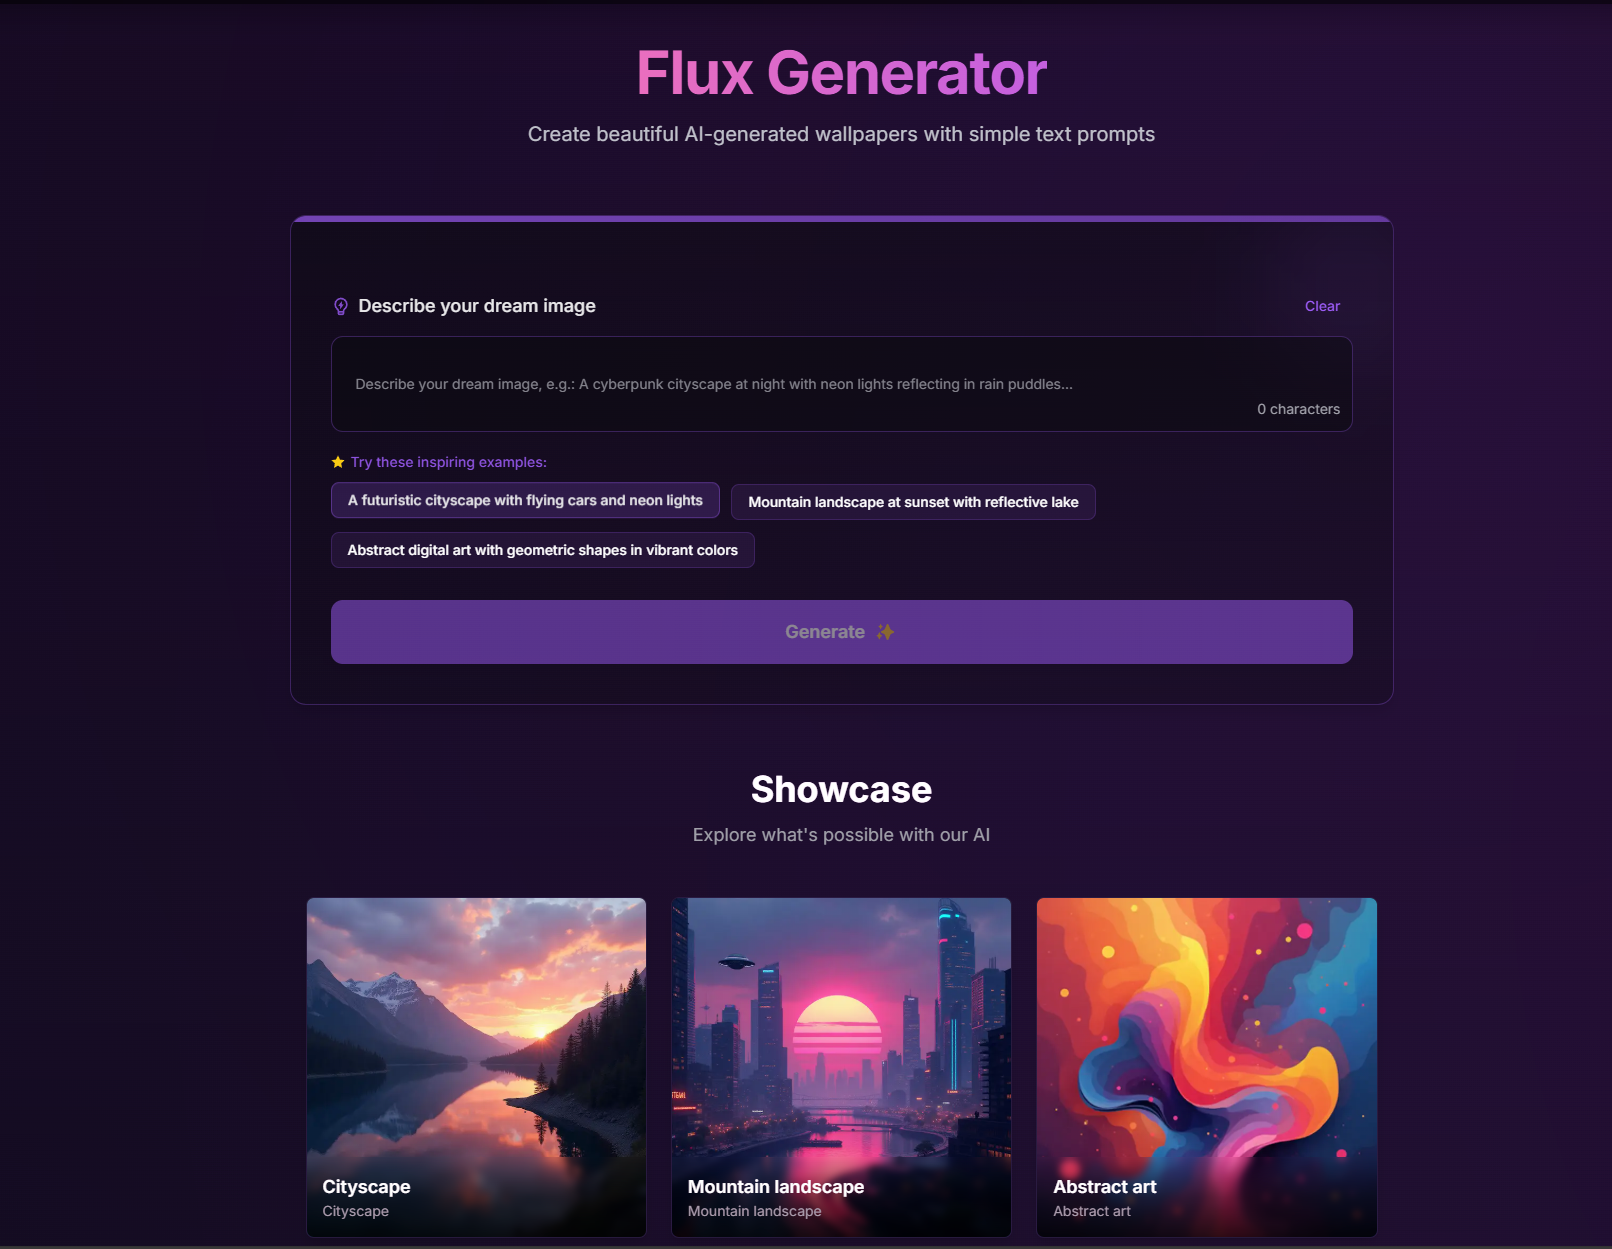 Flux Generator
Create beautiful AI-generated wallpapers with simple text prompts
Describe your dream image
Clear
Describe your dream image, e.g.: A cyberpunk cityscape at night with neon lights reflecting in rain puddles...
0 characters
⭐ Try these inspiring examples:
A futuristic cityscape with flying cars and neon lights
Mountain landscape at sunset with reflective lake
Abstract digital art with geometric shapes in vibrant colors
Generate ✨
Showcase
Explore what's possible with our AI
Cityscape
Cityscape
Mountain landscape
Mountain landscape
Abstract art
Abstract art